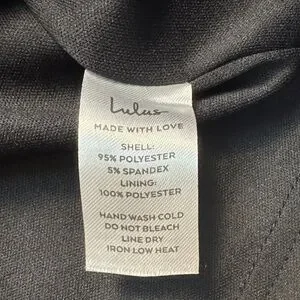 Lulus
MADE WITH LOVE
SHELL:
95% POLYESTER
5% SPANDEX
LINING:
100% POLYESTER
HAND WASH COLD
DO NOT BLEACH
LINE DRY
IRON LOW HEAT